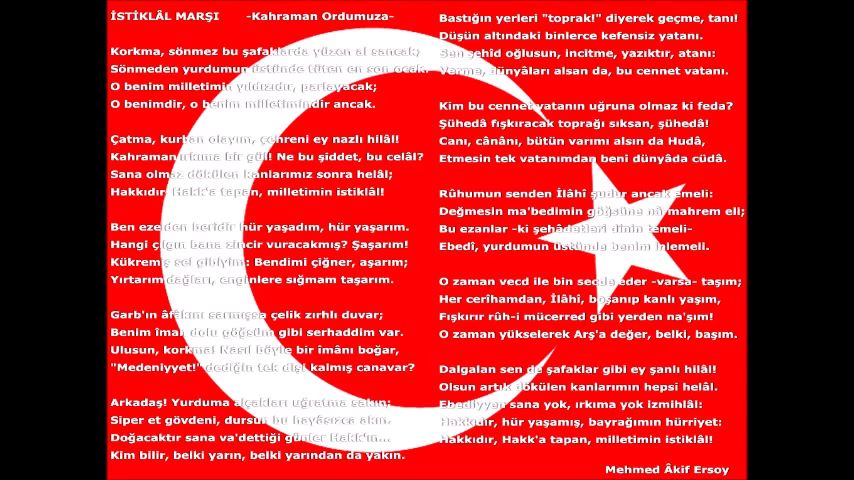 İSTİKLÂL MARŞI -Kahraman Ordumuza-
Korkma, sönmez bu şafaklarda yüzen al sancak;
Sönmeden yurdumun üstünde tüten en son ocak.
O benim milletimin yıldızıdır, parlayacak;
O benimdir, o benim milletimindir ancak.
Çatma, kurban olayım, çehreni ey nazlı hilâl!
Kahraman ırkıma bir gül! Ne bu şiddet, bu celâl?
Sana olmaz dökülen kanlarımız sonra helâl;
Hakkıdır, Hakk'a tapan, milletimin istiklâl!
Ben ezelden beridir hür yaşadım, hür yaşarım.
Hangi çılgın bana zincir vuracakmış? Şaşarım!
Kükremiş sel gibiyim: Bendimi çiğner, aşarım;
Yırtarım dağları, enginlere sığmam taşarım.
Garb'ın âfâkını sarmışsa çelik zırhlı duvar;
Benim îman dolu göğsüm gibi serhaddim var.
Ulusun, korkma! Nasıl böyle bir îmânı boğar,
"Medeniyyet!" dediğin tek dişi kalmış canavar?
Arkadaş! Yurduma alçakları uğratma sakın;
Siper et gövdeni, dursun bu hayâsızca akın.
Doğacaktır sana va'dettiği günler Hakk'ın...
Kim bilir, belki yarın, belki yarından da yakın.
Bastığın yerleri "toprak!" diyerek geçme, tanı!
Düşün altındaki binlerce kefensiz yatanı.
Sen şehîd oğlusun, incitme, yazıktır, atanı:
Verme, dünyâları alsan da, bu cennet vatanı.
Kim bu cennet vatanın uğruna olmaz ki feda?
Şühedâ fışkıracak toprağı sıksan, şühedâ!
Canı, cânânı, bütün varımı alsın da Hudâ,
Etmesin tek vatanımdan beni dünyâda cüdâ.
Rûhumun senden İlâhî şudur ancak emeli:
Değmesin ma'bedimin göğsüne nâ-mahrem eli;
Bu ezanlar -ki şehâdetleri dinin temeli-
Ebedî, yurdumun üstünde benim inlemeli.
O zaman vecd ile bin secde eder -varsa- taşım;
Her cerîhamdan, İlâhî, boşanıp kanlı yaşım,
Fışkırır rûh-i mücerred gibi yerden na'şım!
O zaman yükselerek Arş'a değer, belki, başım.
Dalgalan sen de şafaklar gibi ey şanlı hilâl!
Olsun artık dökülen kanlarımın hepsi helâl.
Ebediyyen sana yok, ırkıma yok izmihlâl:
Hakkıdır, hür yaşamış, bayrağımın hürriyet:
Hakkıdır, Hakk'a tapan, milletimin istiklâl!
Mehmed Âkif Ersoy